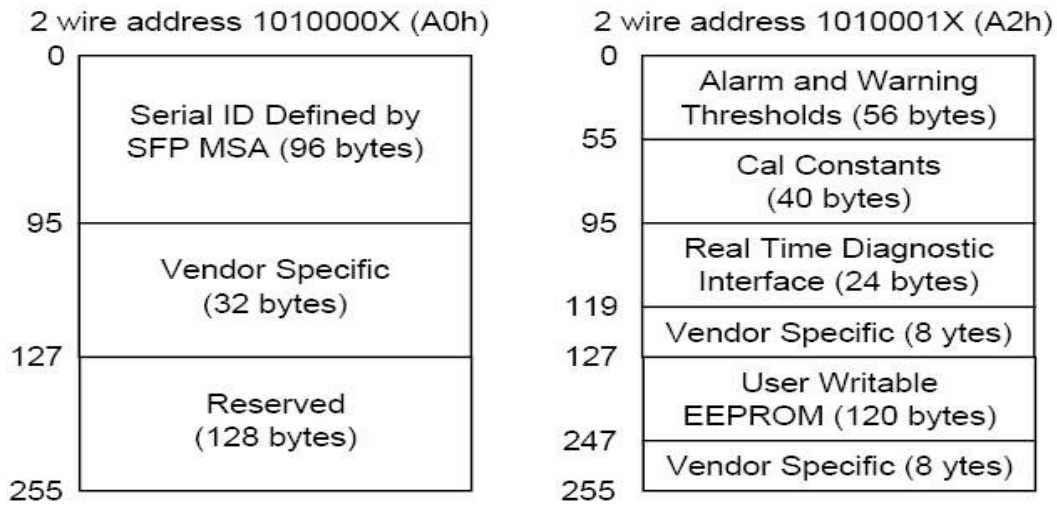 2 wire address 1010000X (A0h)
0
Serial ID Defined by
SFP MSA (96 bytes)
95
Vendor Specific
(32 bytes)
127
Reserved
(128 bytes)
255
2 wire address 1010001X (A2h)
0
Alarm and Warning
Thresholds (56 bytes)
55
Cal Constants
(40 bytes)
95
Real Time Diagnostic
Interface (24 bytes)
119
Vendor Specific (8 ytes)
127
User Writable
EEPROM (120 bytes)
247
Vendor Specific (8 ytes)
255